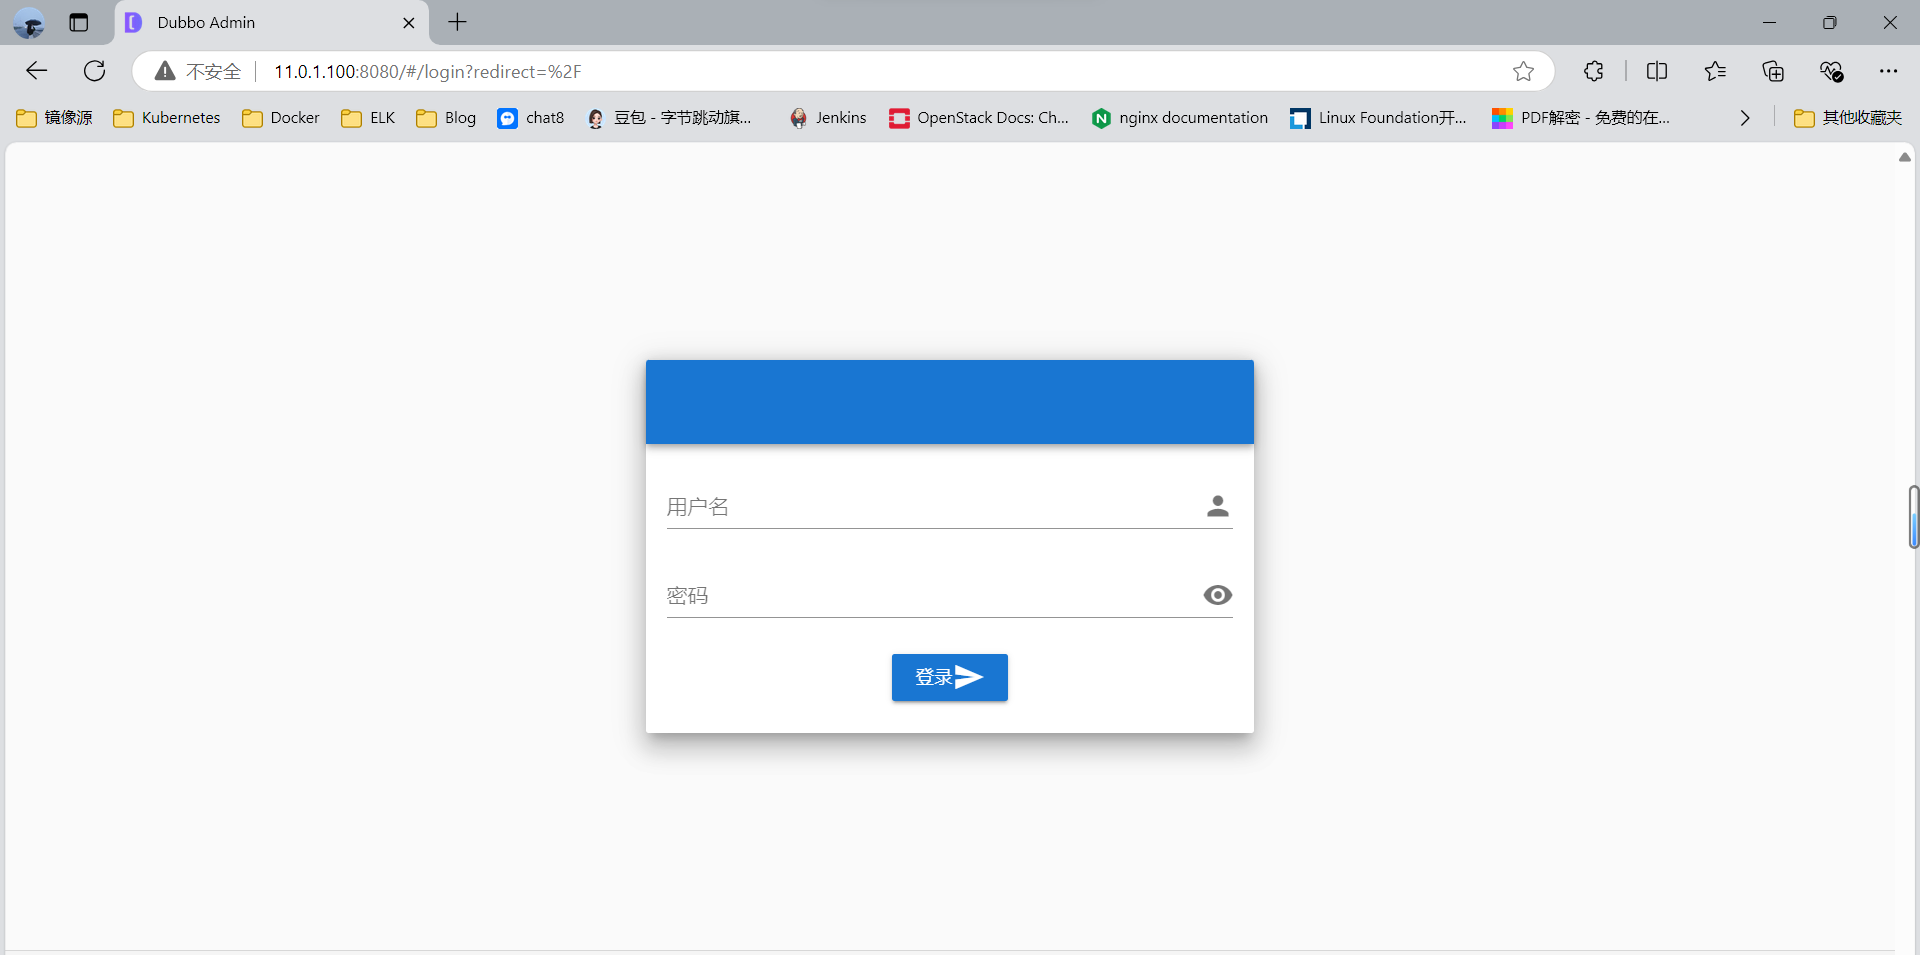 Dubbo Admin
不安全 11.0.1.100:8080/#/login?redirect=%2F
镜像源 Kubernetes Docker ELK Blog chat8 豆包 - 字节跳动旗... Jenkins OpenStack Docs: Ch... nginx documentation Linux Foundation开... PDF解密 - 免费的在... 其他收藏夹
用户名
密码
登录